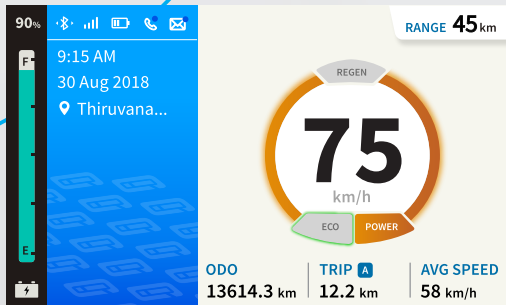 90%
F
E
9:15 AM
30 Aug 2018
Thiruvana...
RANGE 45 km
REGEN
75
km/h
ECO
POWER
ODO
13614.3 km
TRIP A
12.2 km
AVG SPEED
58 km/h